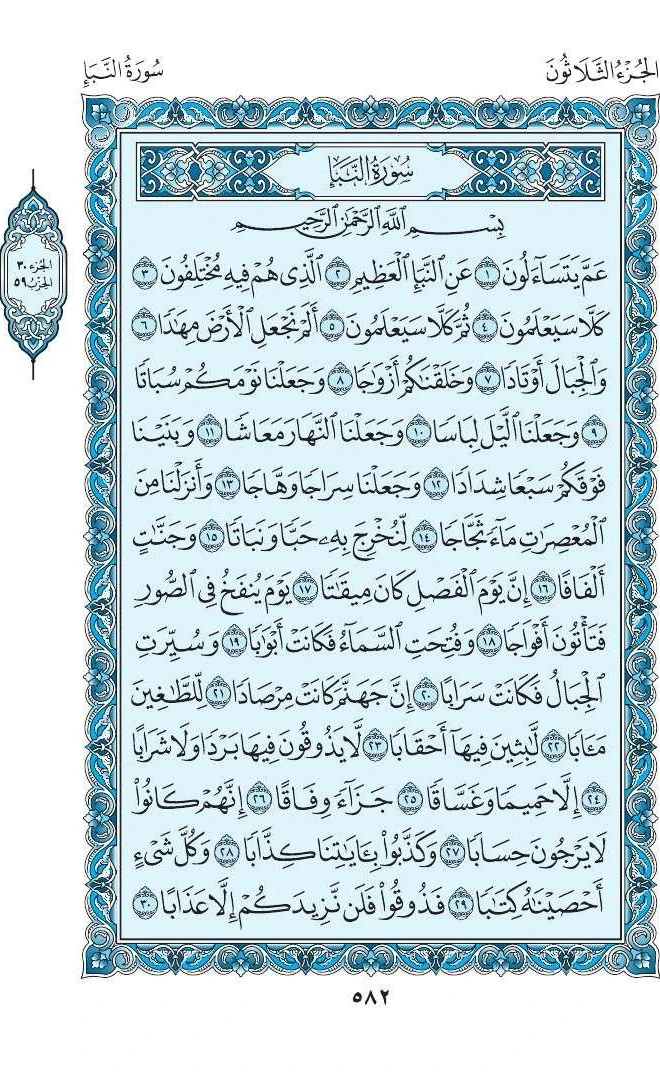 الجُزْءُ الثَّلَاثُونَ
سُورَةُ النَّبَإِ
الجزء ٣٠
الحزب ٥٩
سُورَةُ النَّبَإِ
بِسْمِ اللَّهِ الرَّحْمَٰنِ الرَّحِيمِ
عَمَّ يَتَسَآءَلُونَ ١ عَنِ ٱلنَّبَإِ ٱلْعَظِيمِ ٢ ٱلَّذِى هُمْ فِيهِ مُخْتَلِفُونَ ٣
كَلَّا سَيَعْلَمُونَ ٤ ثُمَّ كَلَّا سَيَعْلَمُونَ ٥ أَلَمْ نَجْعَلِ ٱلْأَرْضَ مِهَٰدًا ٦
وَٱلْجِبَالَ أَوْتَادًا ٧ وَخَلَقْنَٰكُمْ أَزْوَٰجًا ٨ وَجَعَلْنَا نَوْمَكُمْ سُبَاتًا
٩ وَجَعَلْنَا ٱلَّيْلَ لِبَاسًا ١٠ وَجَعَلْنَا ٱلنَّهَارَ مَعَاشًا ١١ وَبَنَيْنَا
فَوْقَكُمْ سَبْعًا شِدَادًا ١٢ وَجَعَلْنَا سِرَاجًا وَهَّاجًا ١٣ وَأَنزَلْنَا مِنَ
ٱلْمُعْصِرَٰتِ مَآءً ثَجَّاجًا ١٤ لِّنُخْرِجَ بِهِۦ حَبًّا وَنَبَاتًا ١٥ وَجَنَّٰتٍ
أَلْفَافًا ١٦ إِنَّ يَوْمَ ٱلْفَصْلِ كَانَ مِيقَٰتًا ١٧ يَوْمَ يُنفَخُ فِى ٱلصُّورِ
فَتَأْتُونَ أَفْوَاجًا ١٨ وَفُتِحَتِ ٱلسَّمَآءُ فَكَانَتْ أَبْوَٰبًا ١٩ وَسُيِّرَتِ
ٱلْجِبَالُ فَكَانَتْ سَرَابًا ٢٠ إِنَّ جَهَنَّمَ كَانَتْ مِرْصَادًا ٢١ لِّلطَّٰغِينَ
مَـَٔابًا ٢٢ لَّٰبِثِينَ فِيهَآ أَحْقَابًا ٢٣ لَّا يَذُوقُونَ فِيهَا بَرْدًا وَلَا شَرَابًا
٢٤ إِلَّا حَمِيمًا وَغَسَّاقًا ٢٥ جَزَآءً وِفَاقًا ٢٦ إِنَّهُمْ كَانُوا۟
لَا يَرْجُونَ حِسَابًا ٢٧ وَكَذَّبُوا۟ بِـَٔايَٰتِنَا كِذَّابًا ٢٨ وَكُلَّ شَىْءٍ
أَحْصَيْنَٰهُ كِتَٰبًا ٢٩ فَذُوقُوا۟ فَلَن نَّزِيدَكُمْ إِلَّا عَذَابًا ٣٠
٥٨٢